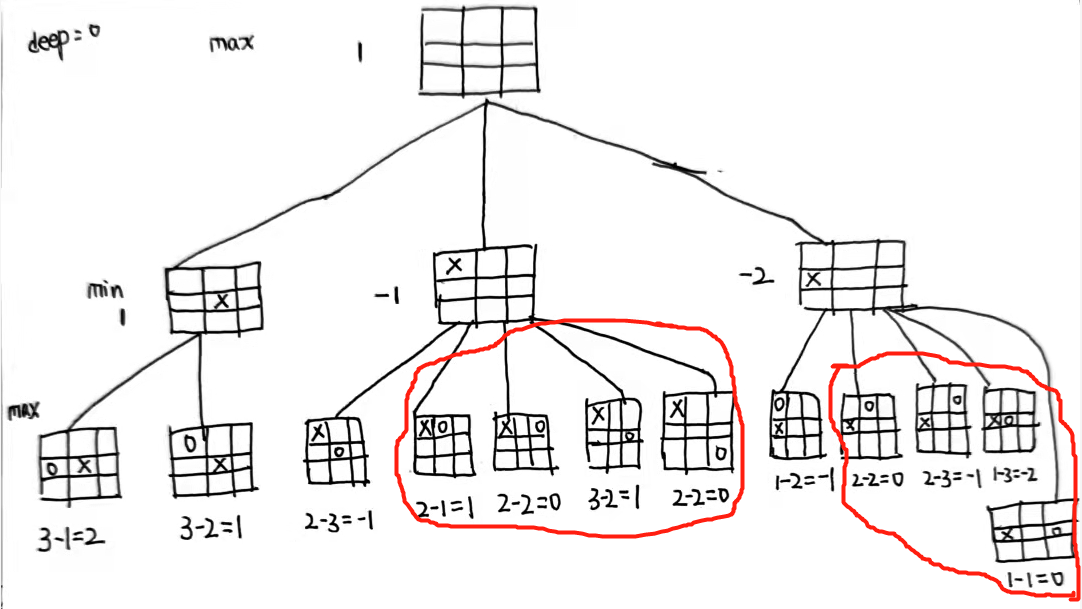 deep=0 max 1
X
min
1
X
-1
X
-2
max
O X
O
X
X
O
X O
X O
X
O
X
O
O
X
O
X
O
X
X O
3-1=2
3-2=1
2-3=-1
2-1=1
2-2=0
3-2=1
2-2=0
1-2=-1
2-2=0
2-3=-1
1-3=-2
X O
1-1=0